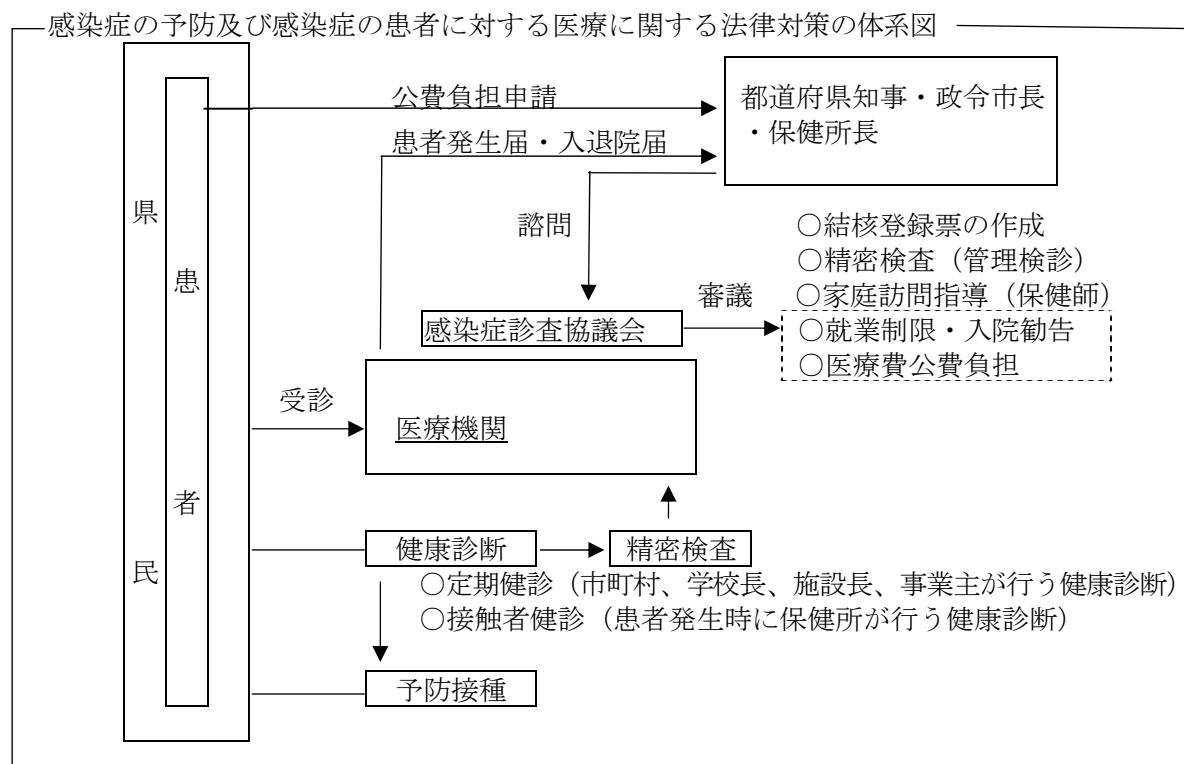 感染症の予防及び感染症の患者に対する医療に関する法律対策の体系図
公費負担申請
都道府県知事・政令市長
・保健所長
患者発生届・入退院届
県民
患者
諮問
○結核登録票の作成
○精密検査（管理検診）
○家庭訪問指導（保健師）
審議
感染症診査協議会
○就業制限・入院勧告
○医療費公費負担
受診
医療機関
健康診断
精密検査
○定期健診（市町村、学校長、施設長、事業主が行う健康診断）
○接触者健診（患者発生時に保健所が行う健康診断）
予防接種